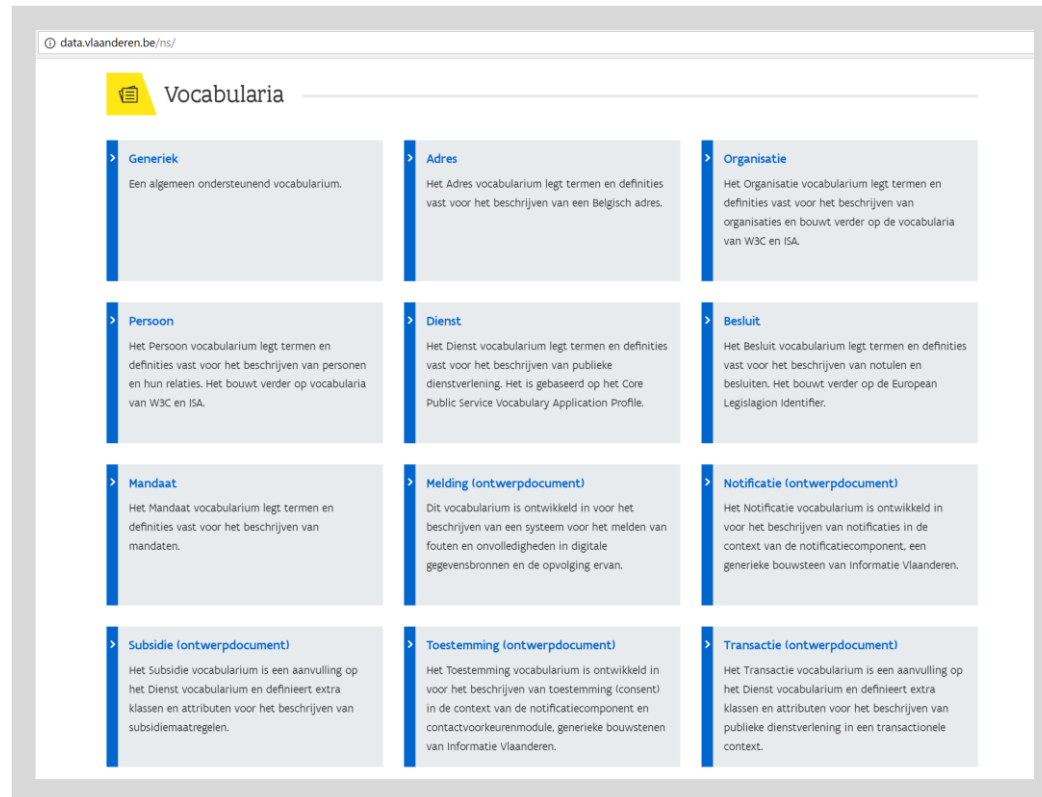 data.vlaanderen.be/ns/
Vocabularia
Generiek
Een algemeen ondersteunend vocabularium.
Adres
Het Adres vocabularium legt termen en definities
vast voor het beschrijven van een Belgisch adres.
Organisatie
Het Organisatie vocabularium legt termen en
definities vast voor het beschrijven van
organisaties en bouwt verder op de vocabularia
van W3C en ISA.
Persoon
Het Persoon vocabularium legt termen en
definities vast voor het beschrijven van personen
en hun relaties. Het bouwt verder op vocabularia
van W3C en ISA.
Dienst
Het Dienst vocabularium legt termen en definities
vast voor het beschrijven van publieke
dienstverlening. Het is gebaseerd op het Core
Public Service Vocabulary Application Profile.
Besluit
Het Besluit vocabularium legt termen en definities
vast voor het beschrijven van notulen en
besluiten. Het bouwt verder op de European
Legislagion Identifier.
Mandaat
Het Mandaat vocabularium legt termen en
definities vast voor het beschrijven van
mandaten.
Melding (ontwerpdocument)
Dit vocabularium is ontwikkeld in voor het
beschrijven van een systeem voor het melden van
fouten en onvolledigheden in digitale
gegevensbronnen en de opvolging ervan.
Notificatie (ontwerpdocument)
Het Notificatie vocabularium is ontwikkeld in
voor het beschrijven van notificaties in de
context van de notificatiecomponent, een
generieke bouwsteen van Informatie Vlaanderen.
Subsidie (ontwerpdocument)
Het Subsidie vocabularium is een aanvulling op
het Dienst vocabularium en definieert extra
klassen en attributen voor het beschrijven van
subsidiemaatregelen.
Toestemming (ontwerpdocument)
Het Toestemming vocabularium is ontwikkeld in
voor het beschrijven van toestemming (consent)
in de context van de notificatiecomponent en
contactvoorkeurenmodule, generieke bouwstenen
van Informatie Vlaanderen.
Transactie (ontwerpdocument)
Het Transactie vocabularium is een aanvulling op
het Dienst vocabularium en definieert extra
klassen en attributen voor het beschrijven van
publieke dienstverlening in een transactionele
context.